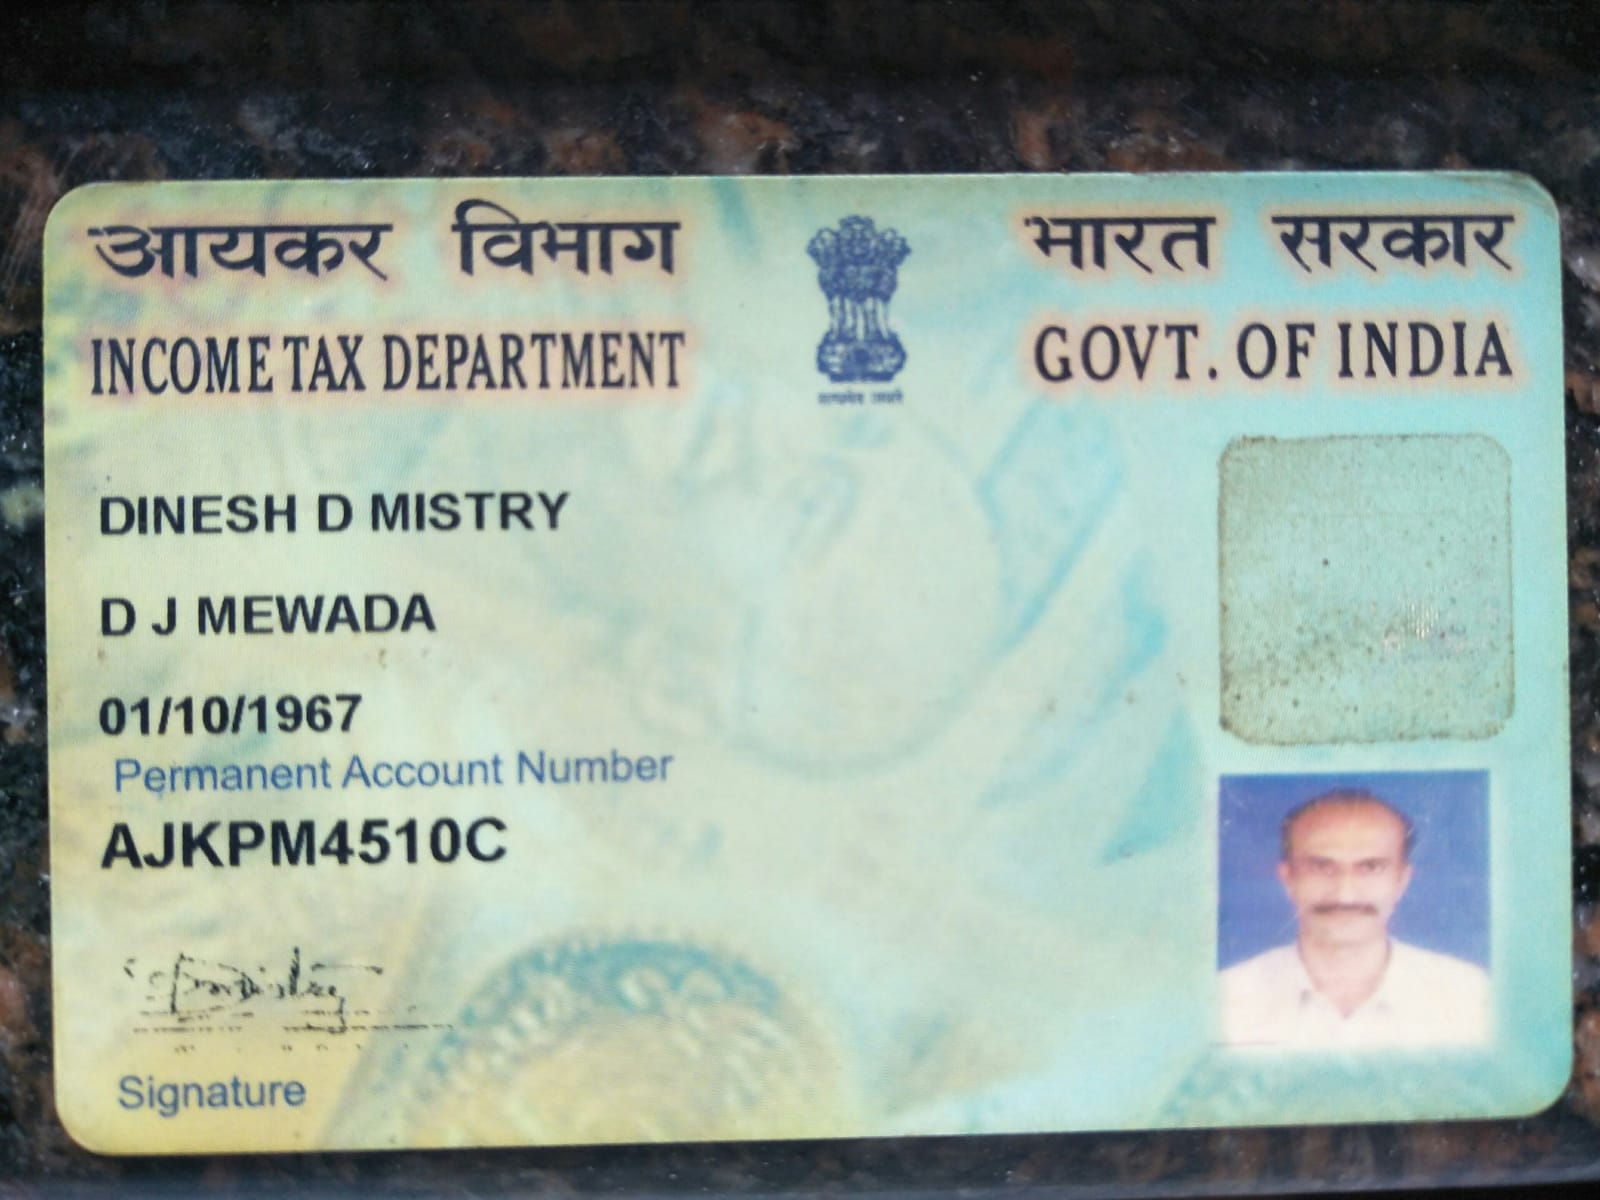 आयकर विभाग
INCOME TAX DEPARTMENT
भारत सरकार
GOVT. OF INDIA
DINESH D MISTRY
D J MEWADA
01/10/1967
Permanent Account Number
AJKPM4510C
Signature